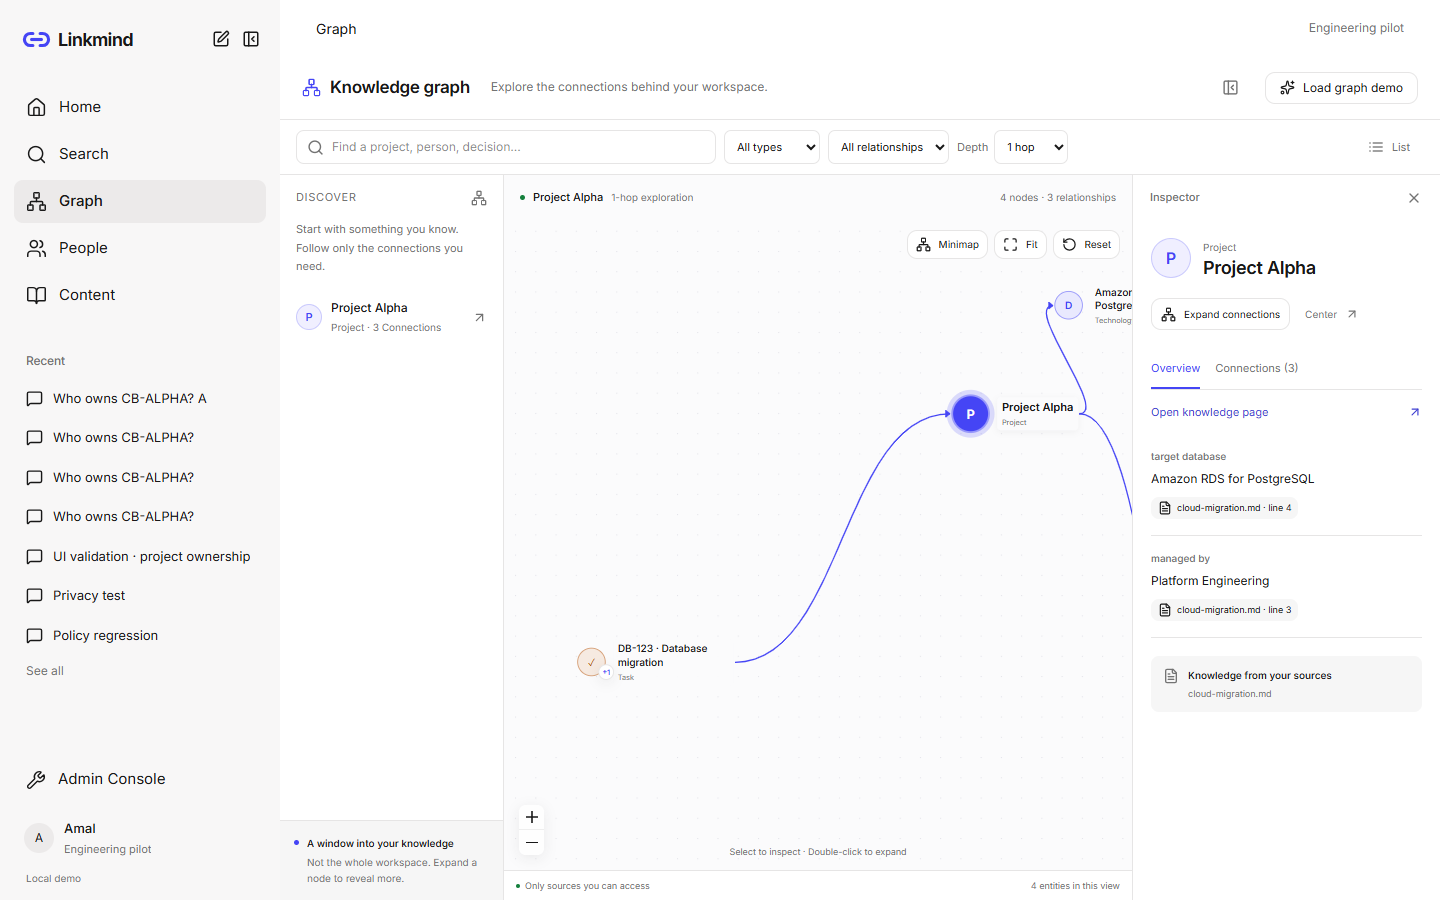 Linkmind
Home
Search
Graph
People
Content
Recent
Who owns CB-ALPHA? A
Who owns CB-ALPHA?
Who owns CB-ALPHA?
Who owns CB-ALPHA?
UI validation · project ownership
Privacy test
Policy regression
See all
Admin Console
A
Amal
Engineering pilot
Local demo
Graph
Engineering pilot
Knowledge graph
Explore the connections behind your workspace.
Load graph demo
Find a project, person, decision...
All types
All relationships
Depth
1 hop
List
DISCOVER
Start with something you know.
Follow only the connections you
need.
P
Project Alpha
Project · 3 Connections
A window into your knowledge
Not the whole workspace. Expand a
node to reveal more.
Project Alpha
1-hop exploration
4 nodes · 3 relationships
Minimap
Fit
Reset
D
Amazon
Postgre
Technolog
P
Project Alpha
Project
✓
+1
DB-123 · Database
migration
Task
+
−
Select to inspect · Double-click to expand
Only sources you can access
4 entities in this view
Inspector
P
Project
Project Alpha
Expand connections
Center
Overview
Connections (3)
Open knowledge page
target database
Amazon RDS for PostgreSQL
cloud-migration.md · line 4
managed by
Platform Engineering
cloud-migration.md · line 3
Knowledge from your sources
cloud-migration.md